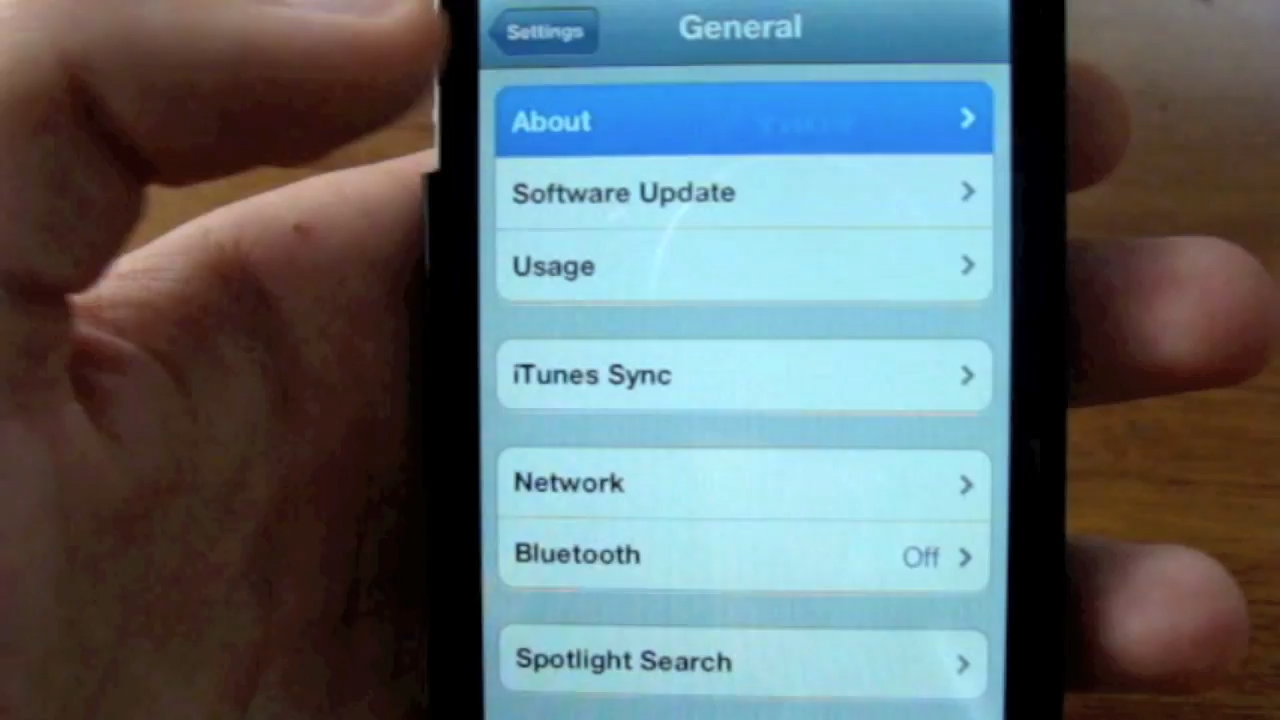 Settings
General
About
Software Update
Usage
iTunes Sync
Network
Bluetooth Off
Spotlight Search